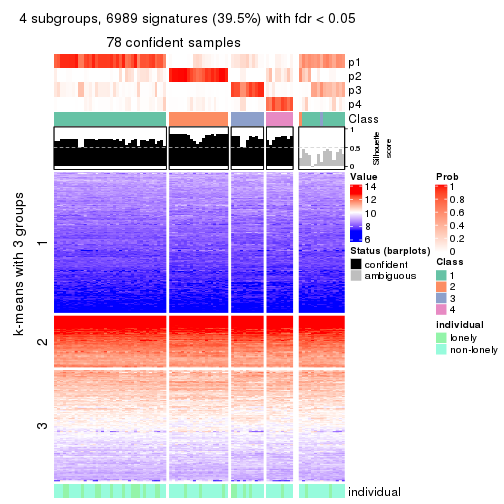 4 subgroups, 6989 signatures (39.5%) with fdr < 0.05
78 confident samples
p1
p2
p3
p4
Class
1
0.5
0
Silhouette
score
k-means with 3 groups
1
2
3
individual
Value
14
12
10
8
6
Status (barplots)
confident
ambiguous
Prob
1
0.8
0.6
0.4
0.2
0
Class
1
2
3
4
individual
lonely
non-lonely